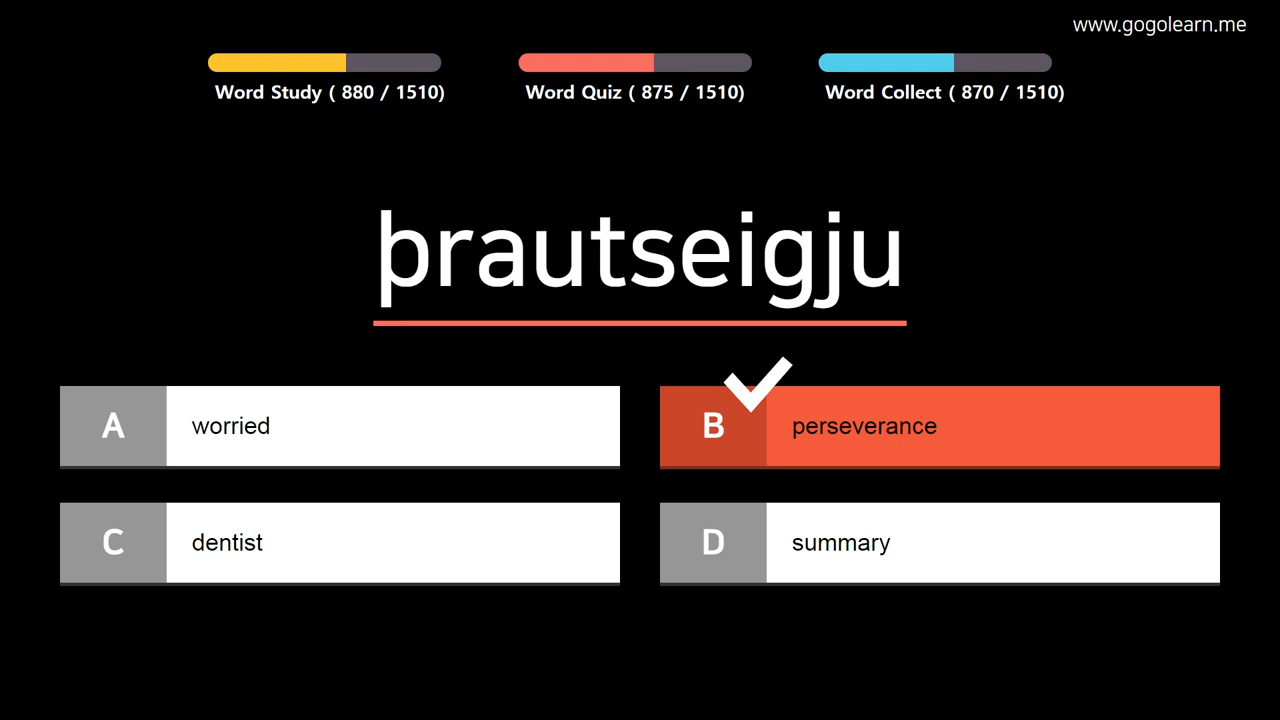 www.gogolearn.me
Word Study ( 880 / 1510)
Word Quiz ( 875 / 1510)
Word Collect ( 870 / 1510)
þrautseigju
A worried
B perseverance
C dentist
D summary